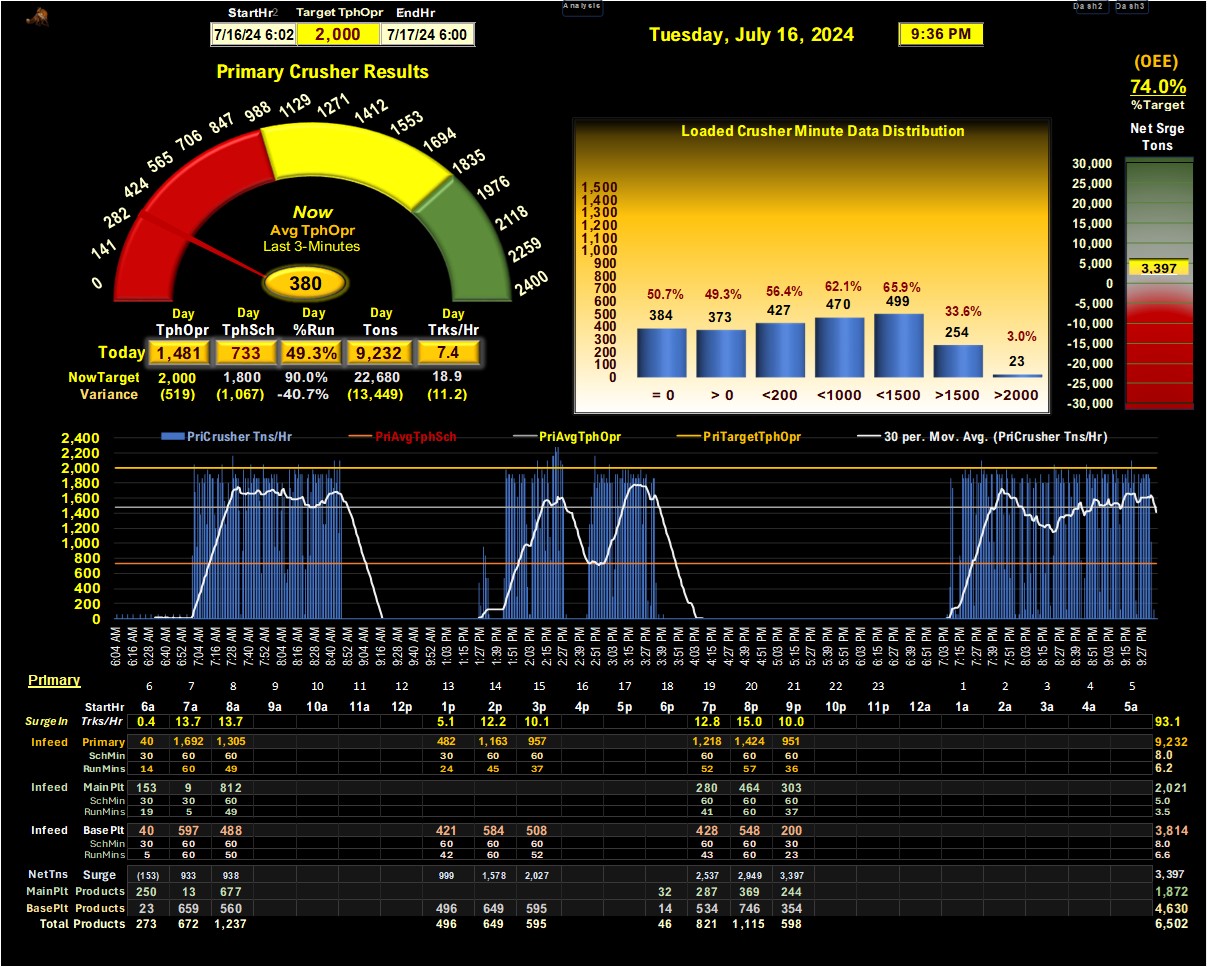 Analysis
Dash2 Dash3
StartHr2 Target TphOpr EndHr
7/16/24 6:02 2,000 7/17/24 6:00
Tuesday, July 16, 2024 9:36 PM
(OEE)
74.0%
%Target
Net Srge
Tons
30,000
25,000
20,000
15,000
10,000
5,000
3,397
0
-5,000
-10,000
-15,000
-20,000
-25,000
-30,000
Primary Crusher Results
0 141 282 424 565 706 847 988 1129 1271 1412 1553 1694 1835 1976 2118 2259 2400
Now
Avg TphOpr
Last 3-Minutes
380
Day Day Day Day Day
TphOpr TphSch %Run Tons Trks/Hr
Today 1,481 733 49.3% 9,232 7.4
NowTarget 2,000 1,800 90.0% 22,680 18.9
Variance (519) (1,067) -40.7% (13,449) (11.2)
Loaded Crusher Minute Data Distribution
1,500
1,400
1,300
1,200
1,100
1,000
900
800
700
600
500
400
300
200
100
0
50.7% 49.3% 56.4% 62.1% 65.9% 33.6% 3.0%
384 373 427 470 499 254 23
= 0 > 0 <200 <1000 <1500 >1500 >2000
PriCrusher Tns/Hr PriAvgTphSch PriAvgTphOpr PriTargetTphOpr 30 per. Mov. Avg. (PriCrusher Tns/Hr)
2,400
2,200
2,000
1,800
1,600
1,400
1,200
1,000
800
600
400
200
0
6:04 AM 6:16 AM 6:28 AM 6:40 AM 6:52 AM 7:04 AM 7:16 AM 7:28 AM 7:40 AM 7:52 AM 8:04 AM 8:16 AM 8:28 AM 8:40 AM 8:52 AM 9:04 AM 9:16 AM 9:28 AM 9:40 AM 9:52 AM 1:03 PM 1:15 PM 1:27 PM 1:39 PM 1:51 PM 2:03 PM 2:15 PM 2:27 PM 2:39 PM 2:51 PM 3:03 PM 3:15 PM 3:27 PM 3:39 PM 3:51 PM 4:03 PM 4:15 PM 4:27 PM 4:39 PM 4:51 PM 5:03 PM 5:15 PM 5:27 PM 5:39 PM 5:51 PM 6:03 PM 6:15 PM 6:27 PM 6:39 PM 6:51 PM 7:03 PM 7:15 PM 7:27 PM 7:39 PM 7:51 PM 8:03 PM 8:15 PM 8:27 PM 8:39 PM 8:51 PM 9:03 PM 9:15 PM 9:27 PM
Primary
6 7 8 9 10 11 12 13 14 15 16 17 18 19 20 21 22 23 1 2 3 4 5
StartHr 6a 7a 8a 9a 10a 11a 12p 1p 2p 3p 4p 5p 6p 7p 8p 9p 10p 11p 12a 1a 2a 3a 4a 5a
SurgeIn Trks/Hr 0.4 13.7 13.7 5.1 12.2 10.1 12.8 15.0 10.0 93.1
Infeed Primary 40 1,692 1,305 482 1,163 957 1,218 1,424 951 9,232
SchMin 30 60 60 60 60 60 60 60 60 8.0
RunMins 14 60 49 24 45 37 52 57 36 6.2
Infeed MainPlt 153 9 812 280 464 303 2,021
SchMin 30 30 60 60 60 60 5.0
RunMins 19 5 49 41 60 37 3.5
Infeed BasePlt 40 597 488 421 584 508 428 548 200 3,814
SchMin 30 60 60 60 60 60 60 60 30 8.0
RunMins 5 60 50 42 60 52 43 60 23 6.6
NetTns Surge (153) 933 938 999 1,578 2,027 2,537 2,949 3,397 3,397
MainPlt Products 250 13 677 32 287 369 244 1,872
BasePlt Products 23 659 560 496 649 595 14 534 746 354 4,630
Total Products 273 672 1,237 496 649 595 46 821 1,115 598 6,502